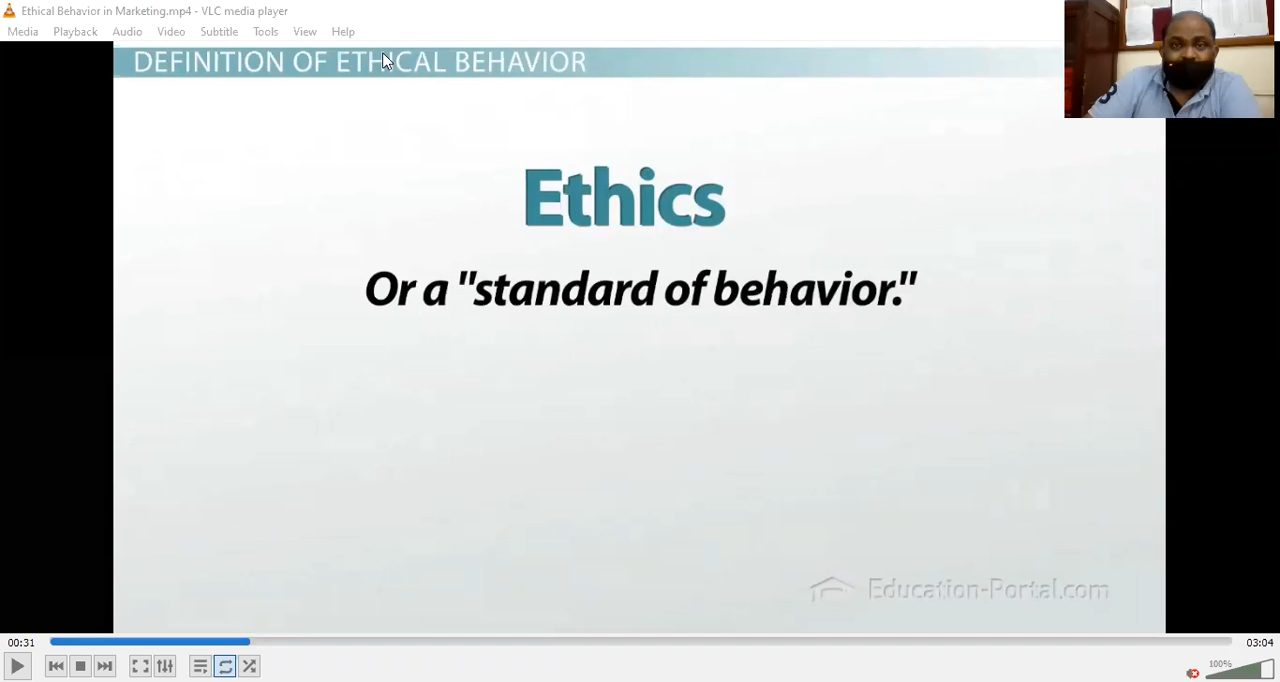 Ethical Behavior in Marketing.mp4 - VLC media player
Media Playback Audio Video Subtitle Tools View Help
DEFINITION OF ETHICAL BEHAVIOR
Ethics
Or a "standard of behavior."
Education-Portal.com
00:31
03:04
100%